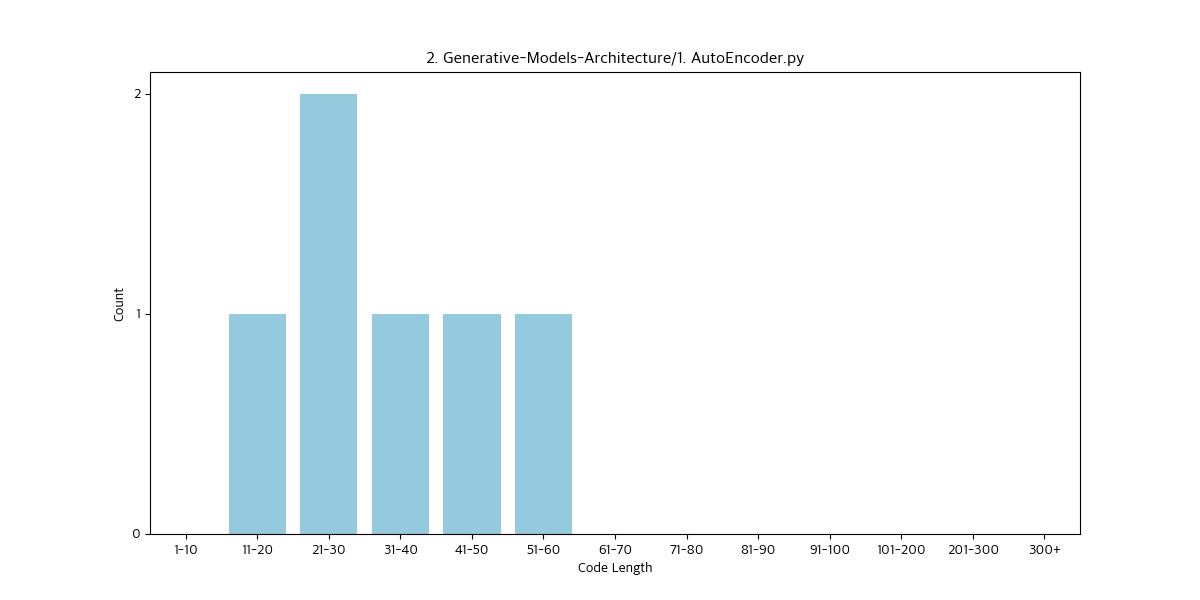 2. Generative-Models-Architecture/1. AutoEncoder.py
Count
2
1
0
1-10 11-20 21-30 31-40 41-50 51-60 61-70 71-80 81-90 91-100 101-200 201-300 300+
Code Length